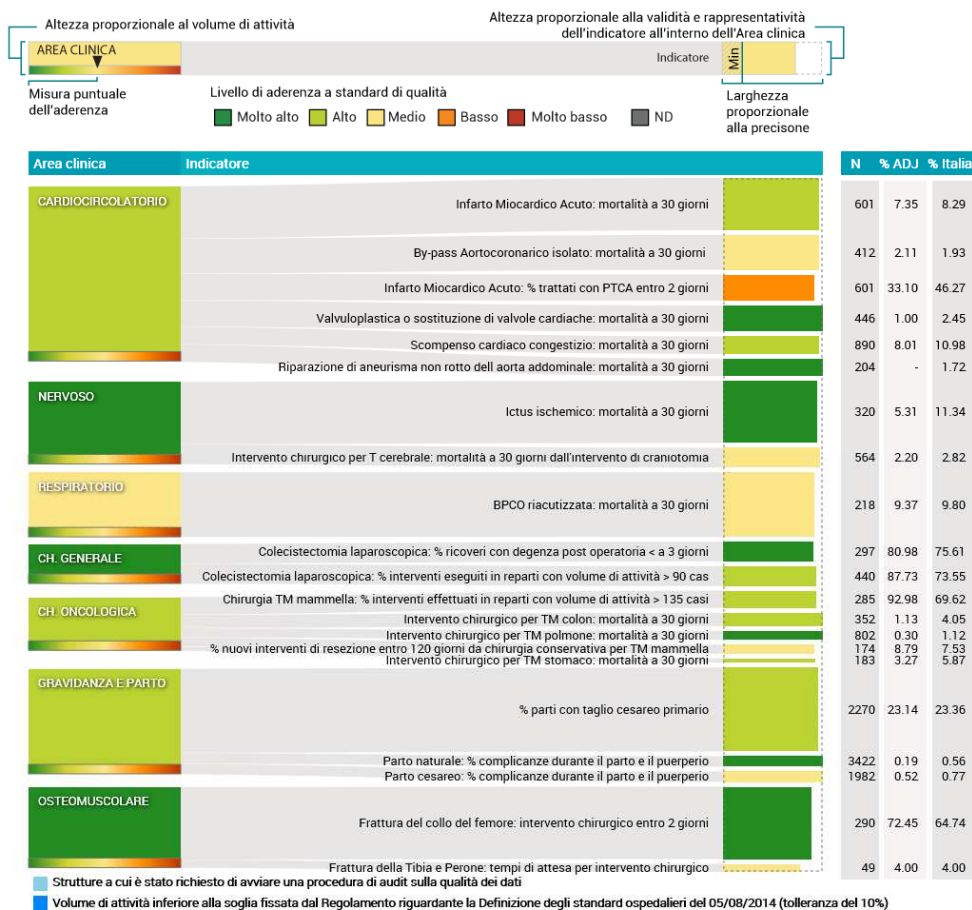 Altezza proporzionale al volume di attività
Altezza proporzionale alla validità e rappresentatività
dell'indicatore all'interno dell'Area clinica
AREA CLINICA
Indicatore
Min
Misura puntuale
dell'aderenza
Livello di aderenza a standard di qualità
Molto alto Alto Medio Basso Molto basso ND
Larghezza
proporzionale
alla precisone
Area clinica Indicatore N % ADJ % Italia
CARDIOCIRCOLATORIO
Infarto Miocardico Acuto: mortalità a 30 giorni 601 7.35 8.29
By-pass Aortocoronarico isolato: mortalità a 30 giorni 412 2.11 1.93
Infarto Miocardico Acuto: % trattati con PTCA entro 2 giorni 601 33.10 46.27
Valvuloplastica o sostituzione di valvole cardiache: mortalità a 30 giorni 446 1.00 2.45
Scompenso cardiaco congestizio: mortalità a 30 giorni 890 8.01 10.98
Riparazione di aneurisma non rotto dell aorta addominale: mortalità a 30 giorni 204 - 1.72
NERVOSO
Ictus ischemico: mortalità a 30 giorni 320 5.31 11.34
Intervento chirurgico per T cerebrale: mortalità a 30 giorni dall'intervento di craniotomia 564 2.20 2.82
RESPIRATORIO
BPCO riacutizzata: mortalità a 30 giorni 218 9.37 9.80
CH. GENERALE
Colecistectomia laparoscopica: % ricoveri con degenza post operatoria < a 3 giorni 297 80.98 75.61
Colecistectomia laparoscopica: % interventi eseguiti in reparti con volume di attività > 90 cas 440 87.73 73.55
CH. ONCOLOGICA
Chirurgia TM mammella: % interventi effettuati in reparti con volume di attività > 135 casi 285 92.98 69.62
Intervento chirurgico per TM colon: mortalità a 30 giorni 352 1.13 4.05
Intervento chirurgico per TM polmone: mortalità a 30 giorni 802 0.30 1.12
% nuovi interventi di resezione entro 120 giorni da chirurgia conservativa per TM mammella 174 8.79 7.53
Intervento chirurgico per TM stomaco: mortalità a 30 giorni 183 3.27 5.87
GRAVIDANZA E PARTO
% parti con taglio cesareo primario 2270 23.14 23.36
Parto naturale: % complicanze durante il parto e il puerperio 3422 0.19 0.56
Parto cesareo: % complicanze durante il parto e il puerperio 1982 0.52 0.77
OSTEOMUSCOLARE
Frattura del collo del femore: intervento chirurgico entro 2 giorni 290 72.45 64.74
Frattura della Tibia e Perone: tempi di attesa per intervento chirurgico 49 4.00 4.00
Strutture a cui è stato richiesto di avviare una procedura di audit sulla qualità dei dati
Volume di attività inferiore alla soglia fissata dal Regolamento riguardante la Definizione degli standard ospedalieri del 05/08/2014 (tolleranza del 10%)